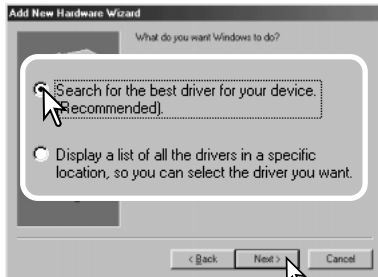 Add New Hardware Wizard
What do you want Windows to do?
Search for the best driver for your device.
(Recommended).
Display a list of all the drivers in a specific
location, so you can select the driver you want.
< Back
Next >
Cancel